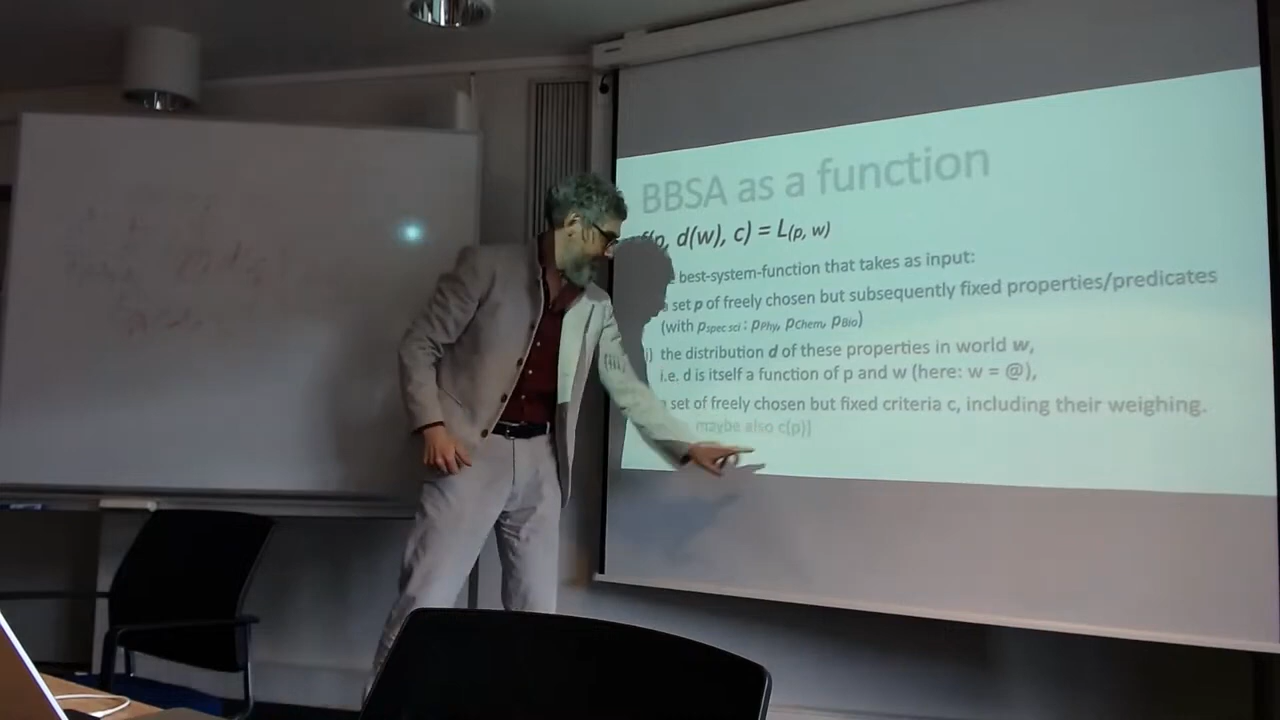 BBSA as a function
d(w), c) = L(p, w)
best-system-function that takes as input:
set p of freely chosen but subsequently fixed properties/predicates
(with pspec sci : pPhy, pChem, pBio)
the distribution d of these properties in world w,
i.e. d is itself a function of p and w (here: w = @),
set of freely chosen but fixed criteria c, including their weighing.
maybe also c(p)]